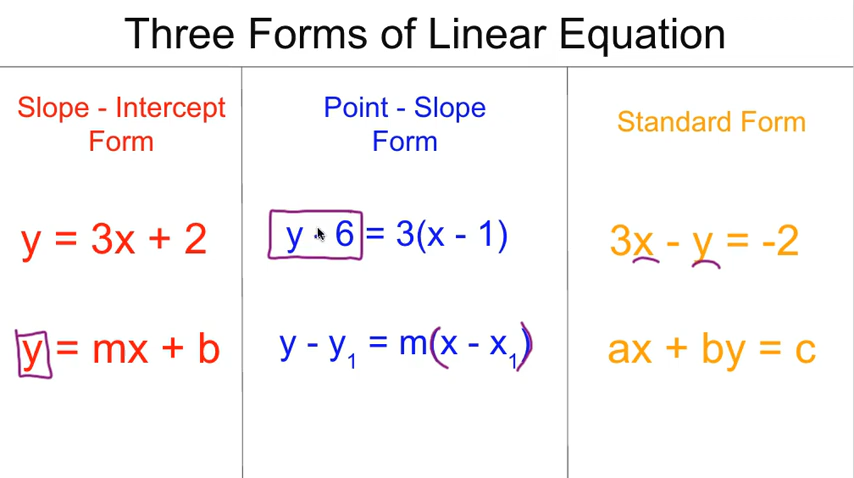 Three Forms of Linear Equation
Slope - Intercept
Form
y = 3x + 2
y = mx + b
Point - Slope
Form
y - 6 = 3(x - 1)
y - y₁ = m(x - x₁)
Standard Form
3x - y = -2
ax + by = c